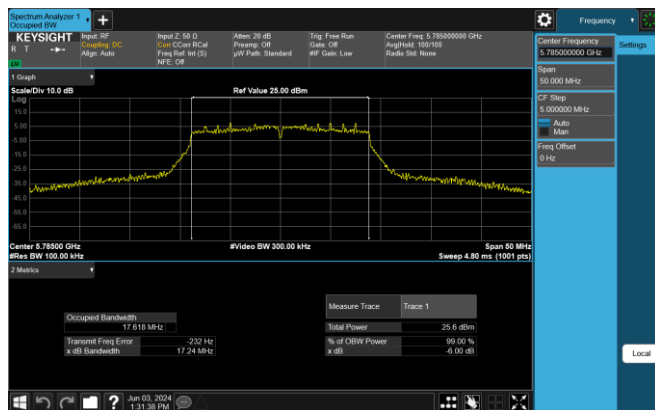 Spectrum Analyzer 1
Occupied BW
+
Frequency
KEYSIGHT
R T
Input: RF
Coupling: DC
Align: Auto
Input Z: 50 Ω
Corr CCorr RCal
Freq Ref: Int (S)
NFE: Off
Atten: 20 dB
Preamp: Off
µW Path: Standard
Trig: Free Run
Gate: Off
#IF Gain: Low
Center Freq: 5.785000000 GHz
Avg|Hold: 100/100
Radio Std: None
Center Frequency
5.785000000 GHz
Settings
Span
50.000 MHz
CF Step
5.000000 MHz
Auto
Man
Freq Offset
0 Hz
1 Graph
Scale/Div 10.0 dB
Ref Value 25.00 dBm
Log
15.0
5.00
-5.00
-15.0
-25.0
-35.0
-45.0
-55.0
-65.0
Center 5.78500 GHz
#Video BW 300.00 kHz
Span 50 MHz
#Res BW 100.00 kHz
Sweep 4.80 ms (1001 pts)
2 Metrics
Measure Trace
Trace 1
Occupied Bandwidth
17.618 MHz
Total Power
25.6 dBm
Transmit Freq Error
-232 Hz
% of OBW Power
99.00 %
x dB Bandwidth
17.24 MHz
x dB
-6.00 dB
Local
?
Jun 03, 2024
1:31:38 PM